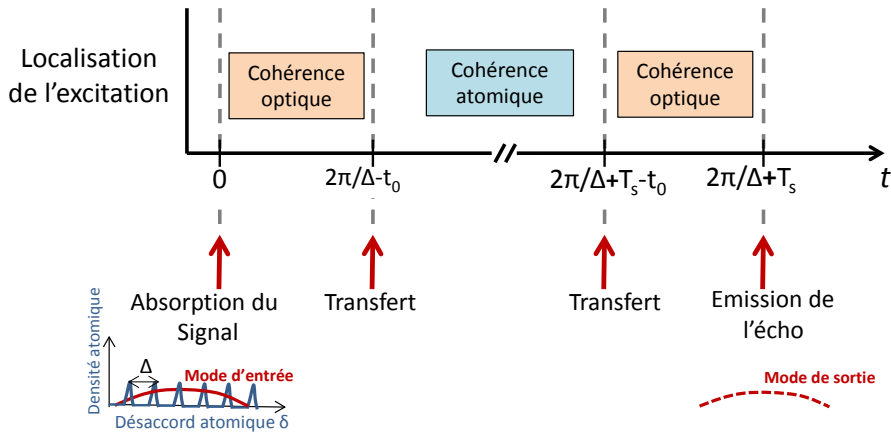 Localisation
de l'excitation
Cohérence
optique
Cohérence
atomique
Cohérence
optique
0
2π/Δ-t₀
2π/Δ+Tₛ-t₀
2π/Δ+Tₛ
t
Absorption du
Signal
Transfert
Transfert
Emission de
l'écho
Densité atomique
Δ
Mode d'entrée
Désaccord atomique δ
Mode de sortie